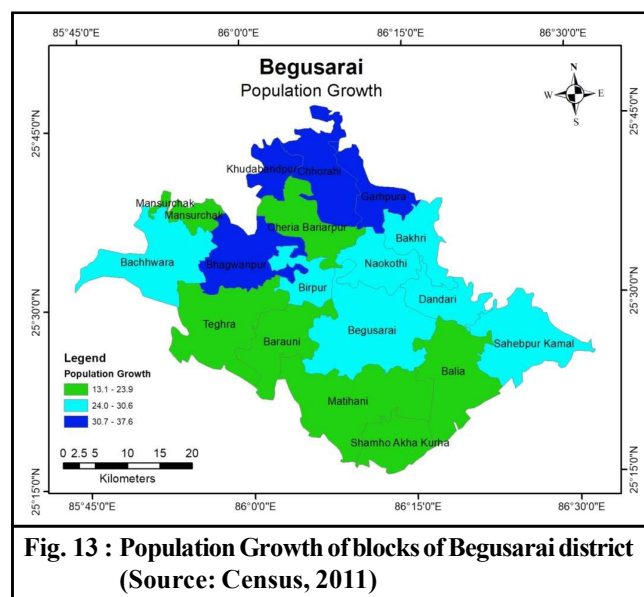 Begusarai
Population Growth
85°45'0"E 86°0'0"E 86°15'0"E 86°30'0"E
N
W E
S
25°45'0"N
25°45'0"N
Khudabandpur Chhorahi
Garhpura
Mansurchak
Mansurchak
Cheria Bariarpur
Bakhri
Bachhwara
Bhagwanpur
Naokothi
Birpur
Dandari
25°30'0"N
25°30'0"N
Teghra
Begusarai
Sahebpur Kamal
Barauni
Balia
Matihani
Shamho Akha Kurha
Legend
Population Growth
13.1 - 23.9
24.0 - 30.6
30.7 - 37.6
0 2.5 5 10 15 20
Kilometers
25°15'0"N
25°15'0"N
85°45'0"E 86°0'0"E 86°15'0"E 86°30'0"E
Fig. 13 : Population Growth of blocks of Begusarai district
(Source: Census, 2011)